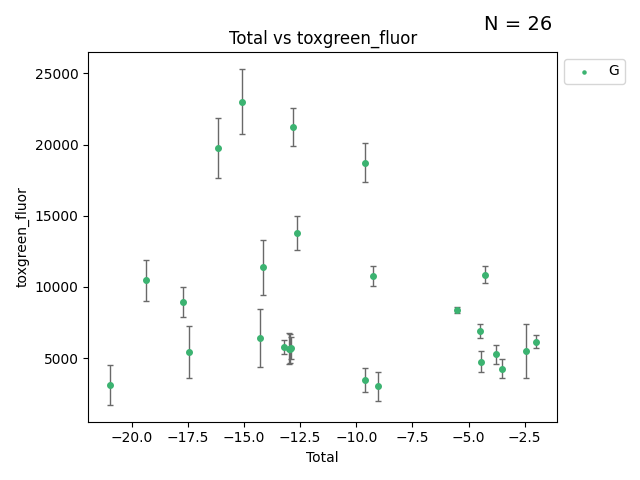 N = 26
Total vs toxgreen_fluor
G
toxgreen_fluor
25000
20000
15000
10000
5000
−20.0 −17.5 −15.0 −12.5 −10.0 −7.5 −5.0 −2.5
Total